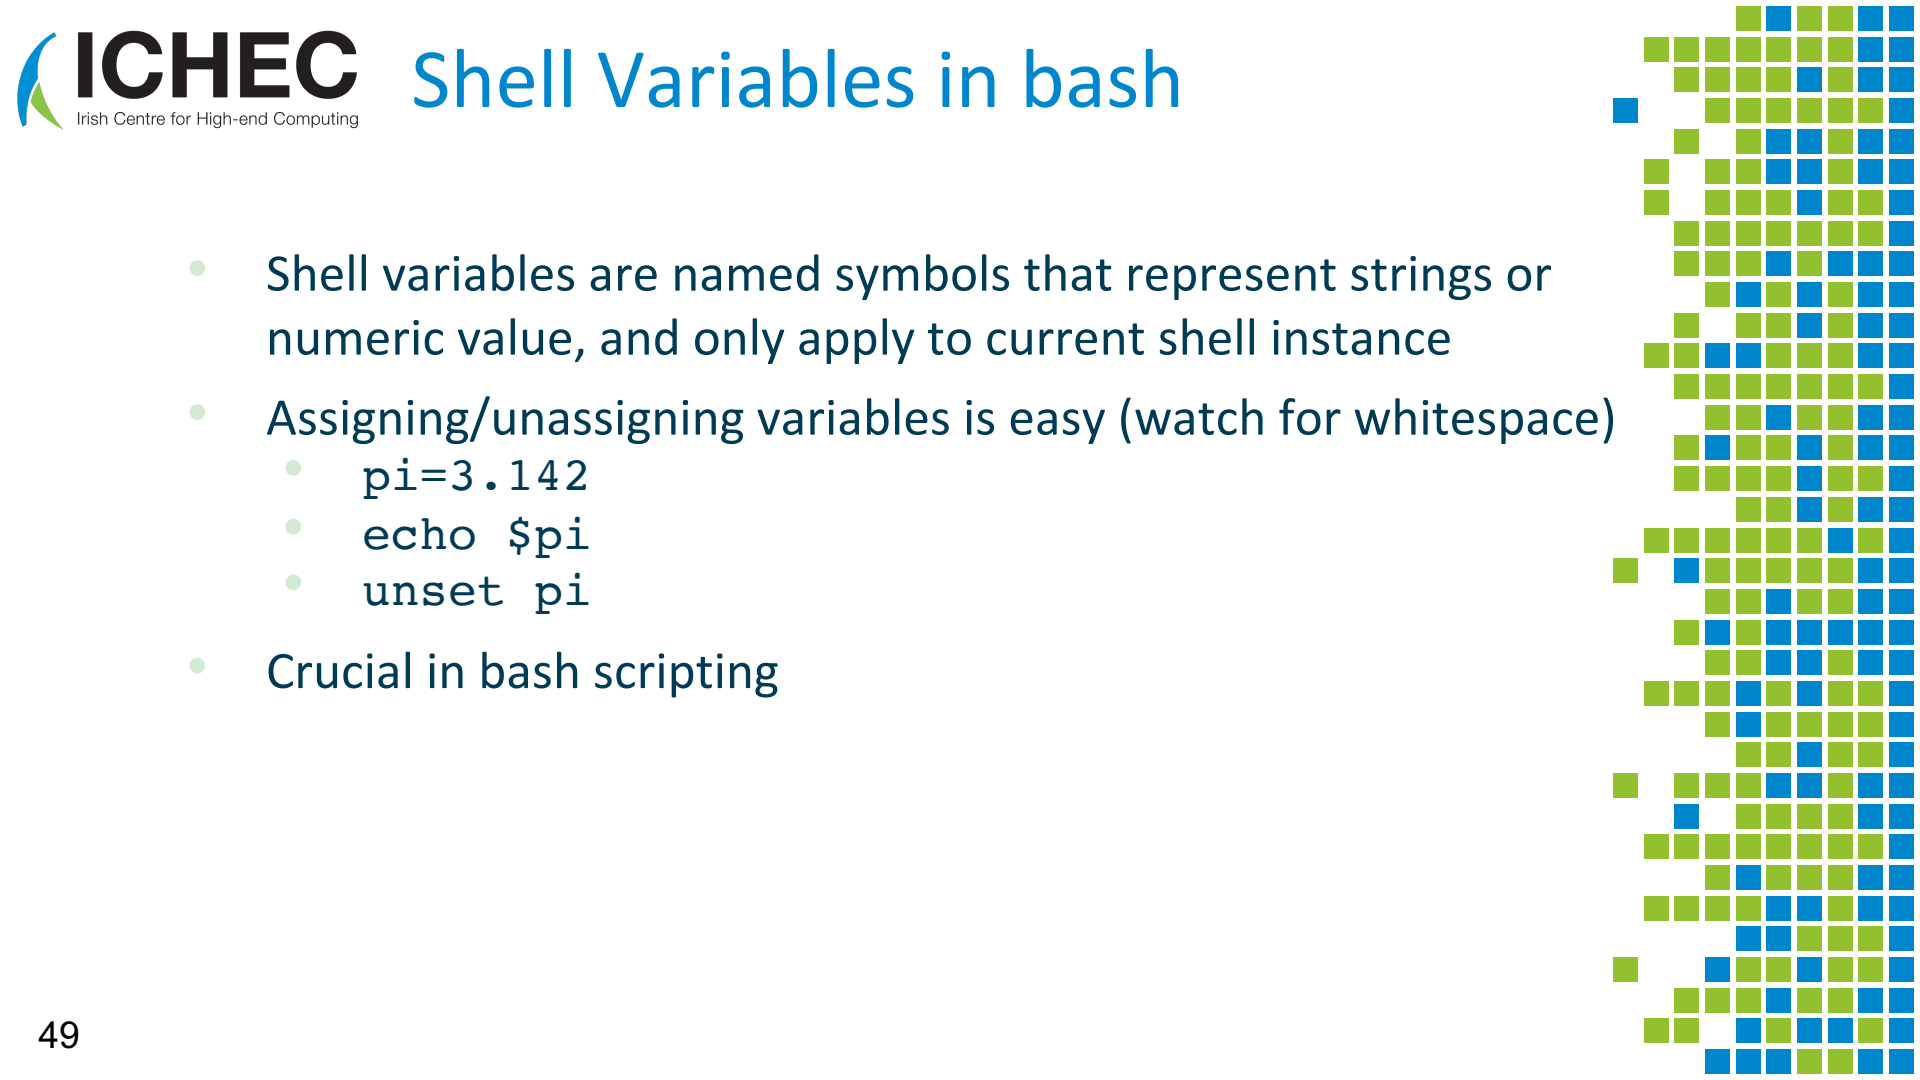 ICHEC
Irish Centre for High-end Computing
Shell Variables in bash
• Shell variables are named symbols that represent strings or
numeric value, and only apply to current shell instance
• Assigning/unassigning variables is easy (watch for whitespace)
• pi=3.142
• echo $pi
• unset pi
• Crucial in bash scripting
49